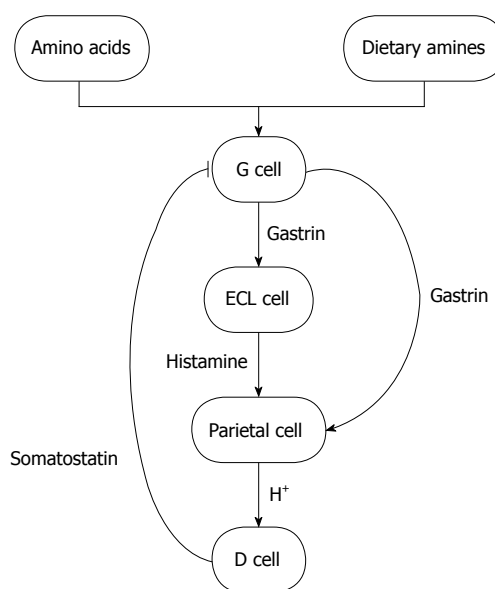 Amino acids
Dietary amines
G cell
Gastrin
ECL cell
Gastrin
Histamine
Parietal cell
Somatostatin
H⁺
D cell